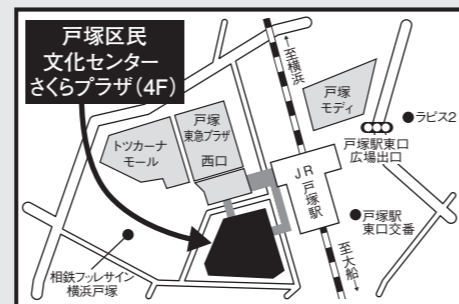 戸塚区民
文化センター
さくらプラザ(4F)
←至横浜
戸塚
モディ
●ラピス2
戸塚駅東口
広場出口
戸塚
東急プラザ
西口
トツカーナ
モール
JR
戸塚駅
●戸塚駅
東口交番
相鉄フレッサイン
横浜戸塚
至大船→